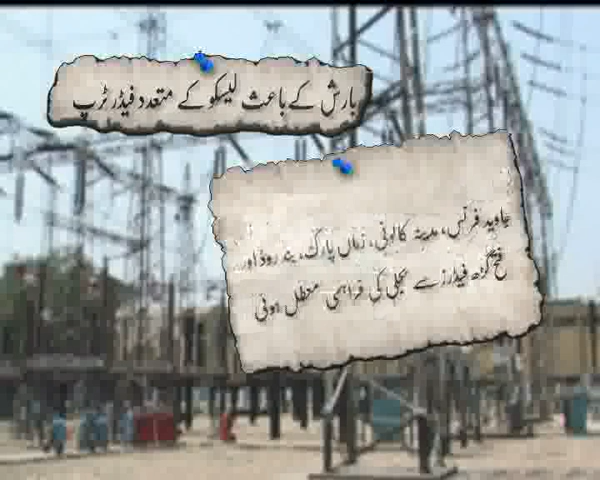 بارش کے باعث لیسکو کے متعدد فیڈر ٹرپ
جاوید فرنس، مدینہ کالونی، زمان پارک، بند روڈ اور
فتح گڑھ فیڈرز سے بجلی کی فراہمی معطل ہوئی